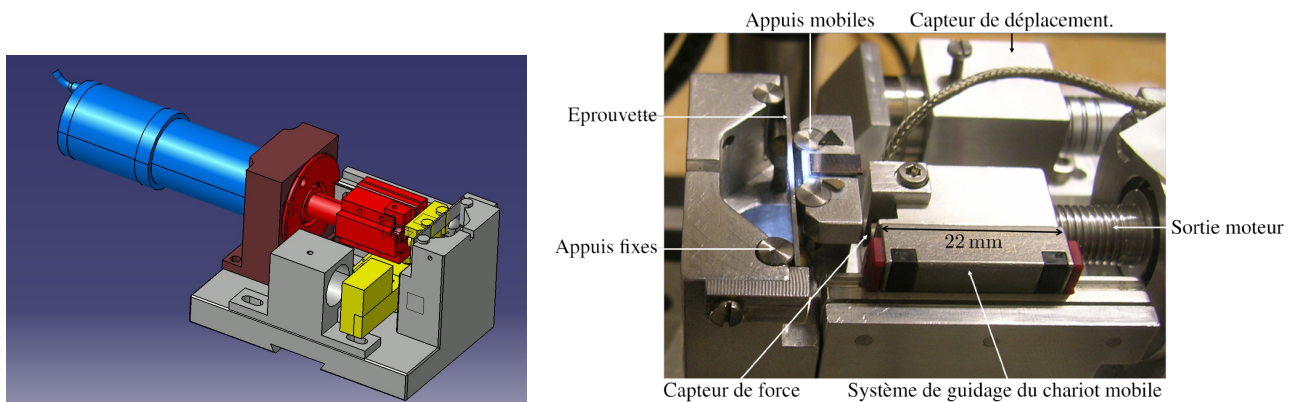 Appuis mobiles
Capteur de déplacement.
Eprouvette
Appuis fixes
22 mm
Sortie moteur
Capteur de force
Système de guidage du chariot mobile